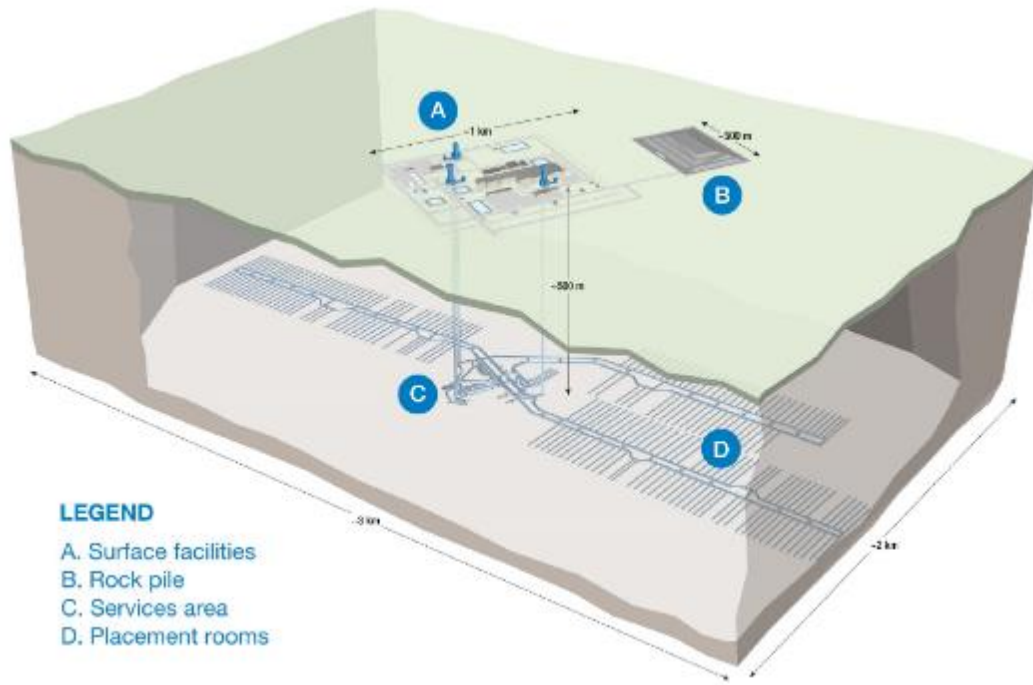 A
~1 km
~500 m
B
~500 m
C
D
~3 km
~2 km
LEGEND
A. Surface facilities
B. Rock pile
C. Services area
D. Placement rooms